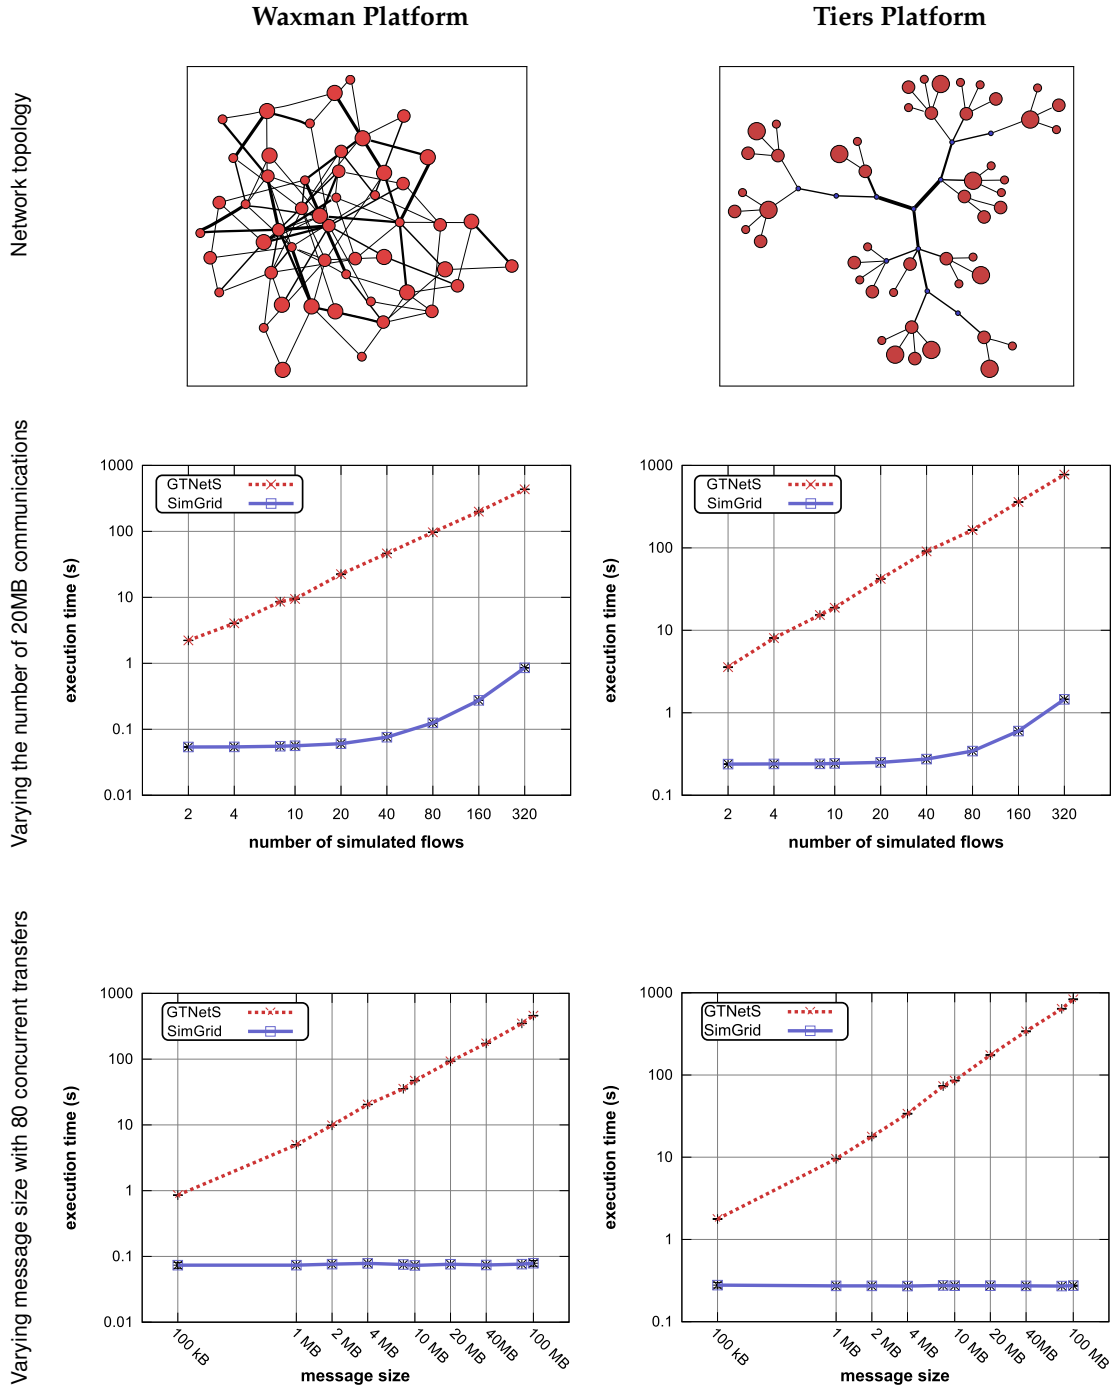 Waxman Platform
Tiers Platform
Network topology
Varying the number of 20MB communications
1000
100
10
1
0.1
0.01
execution time (s)
GTNetS
SimGrid
2 4 10 20 40 80 160 320
number of simulated flows
1000
100
10
1
0.1
execution time (s)
GTNetS
SimGrid
2 4 10 20 40 80 160 320
number of simulated flows
Varying message size with 80 concurrent transfers
1000
100
10
1
0.1
0.01
execution time (s)
GTNetS
SimGrid
100 kB 1 MB 2 MB 4 MB 10 MB 20 MB 40MB 100 MB
message size
1000
100
10
1
0.1
execution time (s)
GTNetS
SimGrid
100 kB 1 MB 2 MB 4 MB 10 MB 20 MB 40MB 100 MB
message size